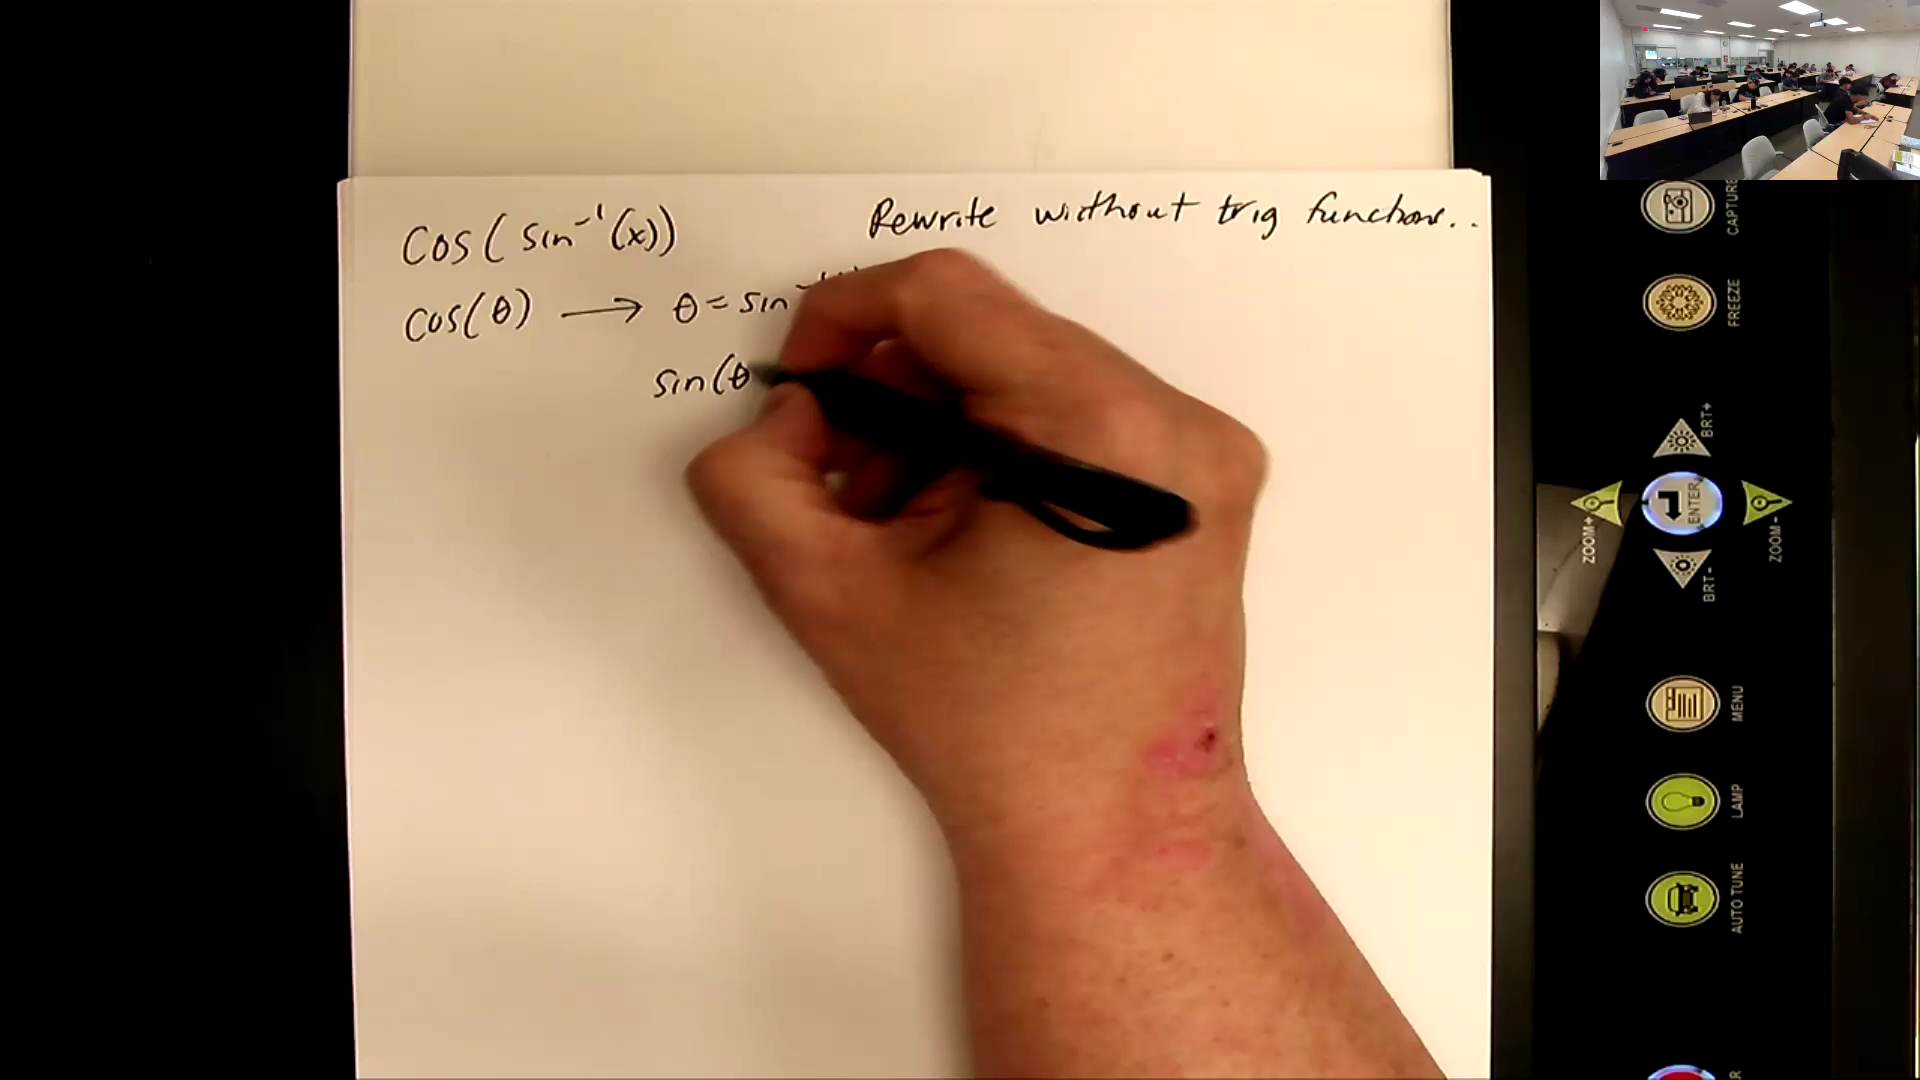 Cos(sin⁻¹(x))
Rewrite without trig functions..
Cos(θ) → θ = sin
sin(θ
CAPTURE
FREEZE
BRT+
ZOOM+
ENTER
ZOOM-
BRT-
MENU
LAMP
AUTO TUNE